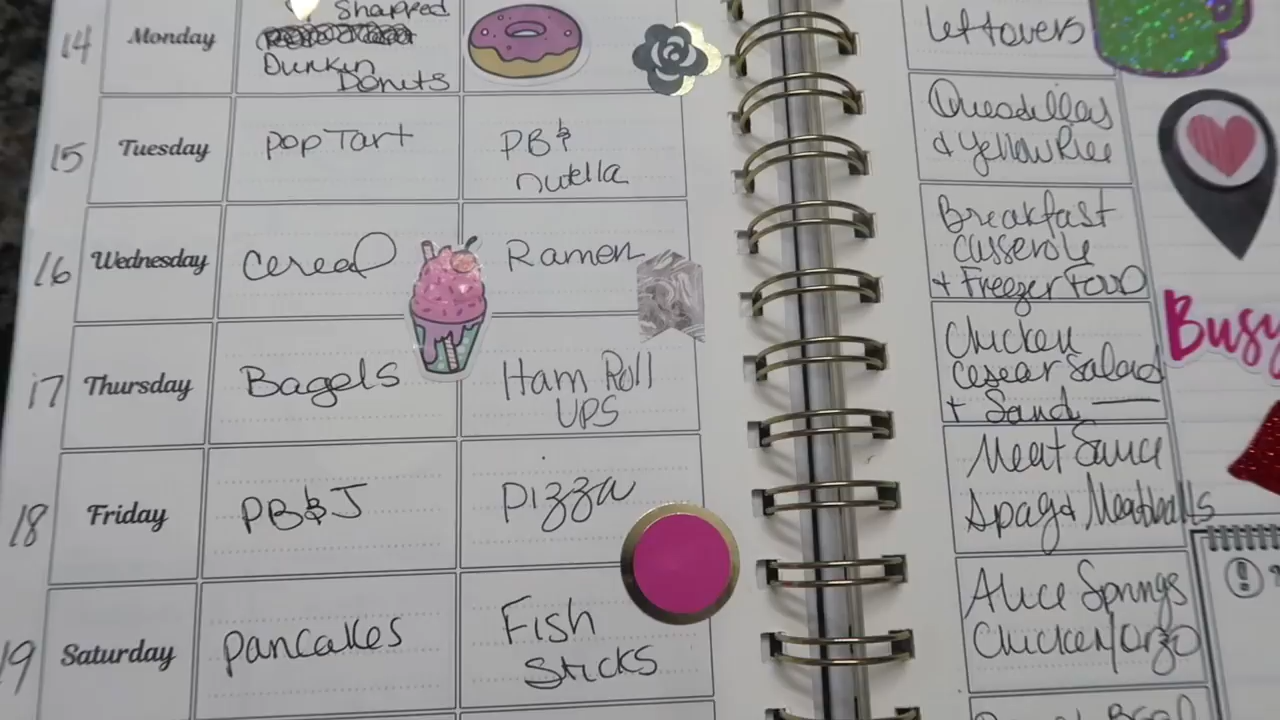 14 Monday
Shapped
Dunkin
Donuts
leftovers
15 Tuesday
pop Tart
PB &
nutella
Quesadillas
& Yellow Rice
16 Wednesday
cereal
Ramen
Breakfast
casserole
+ Freezer Food
17 Thursday
Bagels
Ham Roll
UPS
Chicken
cesear Salad
+ Sand
Busy
18 Friday
PB&J
pizza
Meat Sauce
Spag + Meatballs
19 Saturday
pancakes
Fish
Sticks
Alice Springs
Chicken/orzo